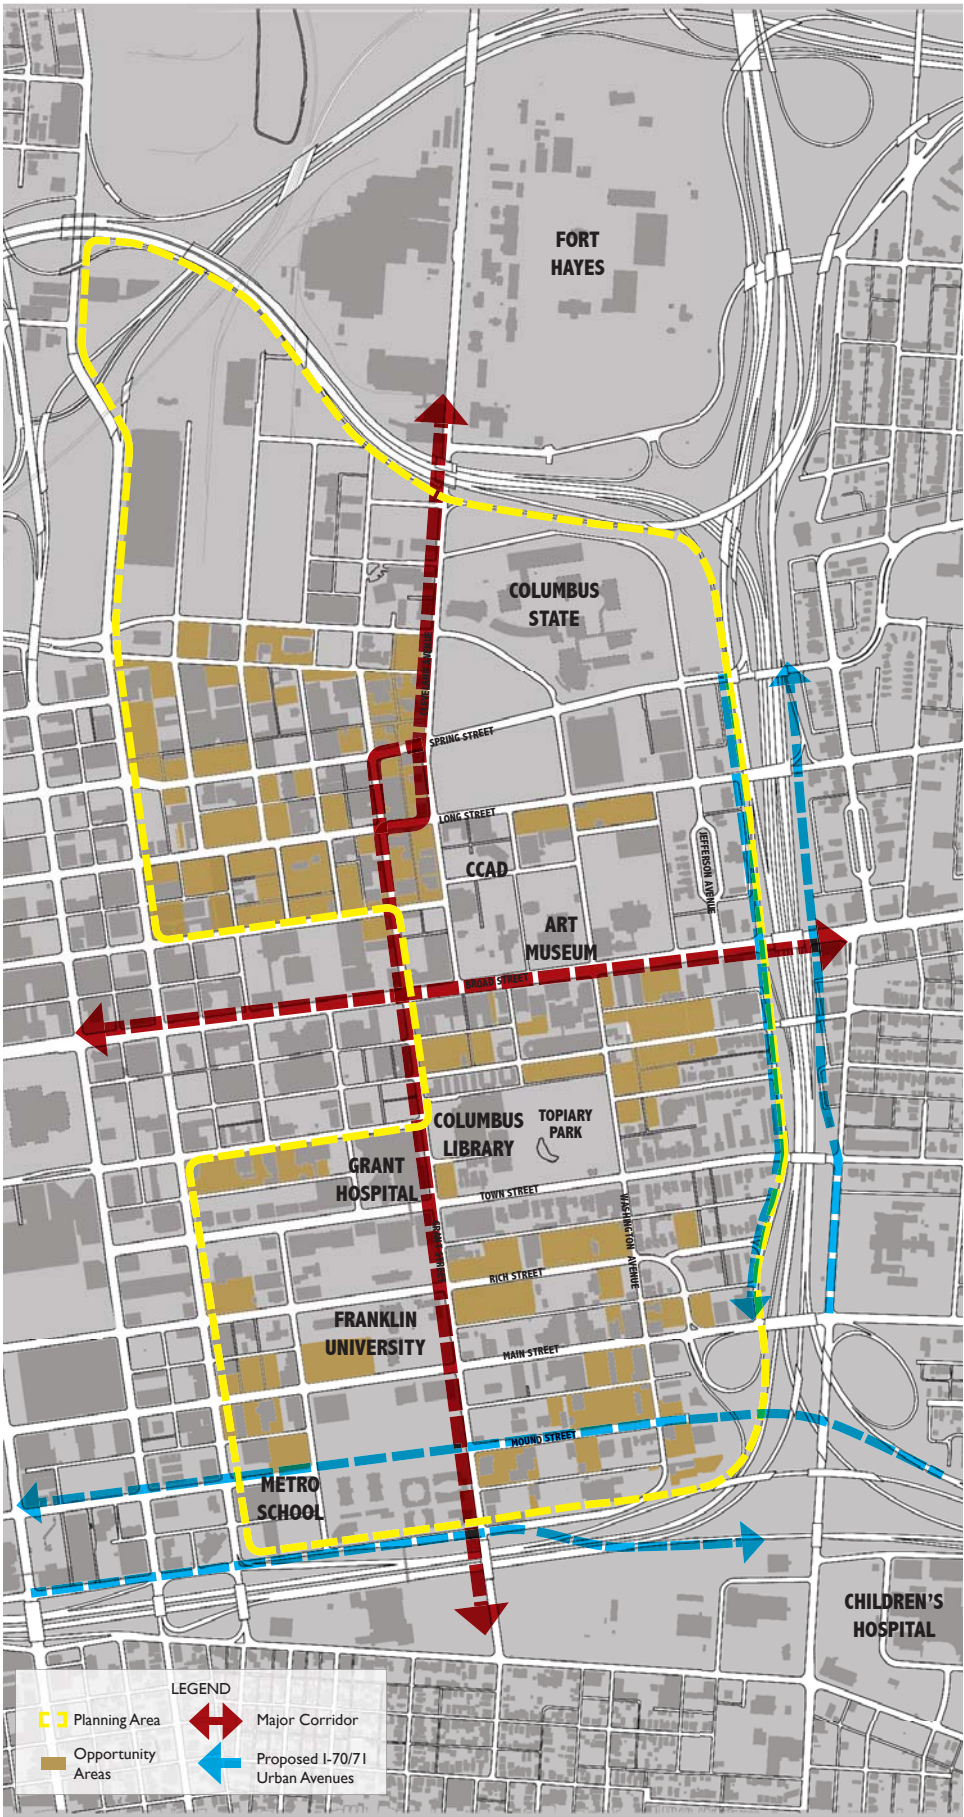 FORT
HAYES
COLUMBUS
STATE
CLEVELAND AVENUE
SPRING STREET
LONG STREET
JEFFERSON AVENUE
CCAD
ART
MUSEUM
BROAD STREET
COLUMBUS
LIBRARY
TOPIARY
PARK
GRANT
HOSPITAL
TOWN STREET
WASHINGTON AVENUE
RICH STREET
FRANKLIN
UNIVERSITY
MAIN STREET
MOUND STREET
METRO
SCHOOL
CHILDREN'S
HOSPITAL
LEGEND
Planning Area
Major Corridor
Opportunity
Areas
Proposed I-70/71
Urban Avenues